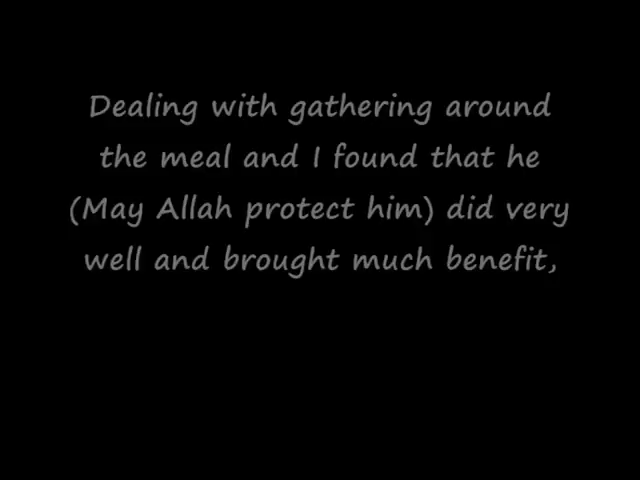 Dealing with gathering around
the meal and I found that he
(May Allah protect him) did very
well and brought much benefit,